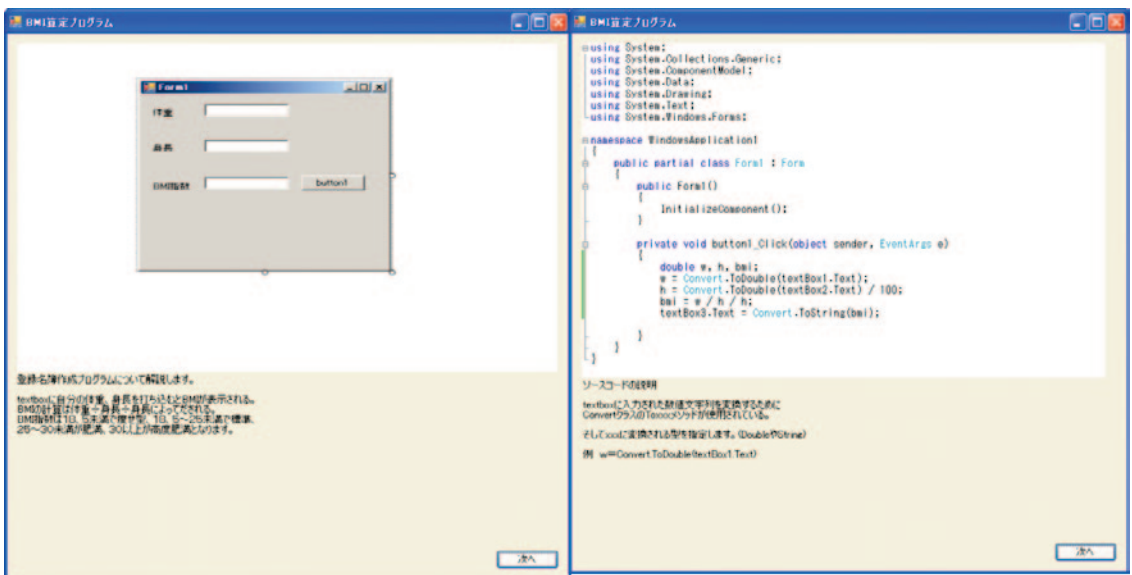 BMI算定プログラム
Form1
体重
身長
BMI指数
button1
登録名簿作成プログラムについて解説します。
textboxに自分の体重、身長を打ち込むとBMIが表示される。
BMIの計算は体重÷身長÷身長によってだされる。
BMI指数は18．5未満で痩せ型、18．5～25未満で標準、
25～30未満が肥満、30以上が高度肥満となります。
次へ
BMI算定プログラム
using System;
using System.Collections.Generic;
using System.ComponentModel;
using System.Data;
using System.Drawing;
using System.Text;
using System.Windows.Forms;
namespace WindowsApplication1
{
public partial class Form1 : Form
{
public Form1()
{
InitializeComponent();
}
private void button1_Click(object sender, EventArgs e)
{
double w, h, bmi;
w = Convert.ToDouble(textBox1.Text);
h = Convert.ToDouble(textBox2.Text) / 100;
bmi = w / h / h;
textBox3.Text = Convert.ToString(bmi);
}
}
}
ソースコードの説明
textboxに入力された数値文字列を変換するために
ConvertクラスのToxxxメソッドが使用されている。
そしてxxxに変換される型を指定します。(DoubleやString)
例 w＝Convert.ToDouble(textBox1.Text)
次へ